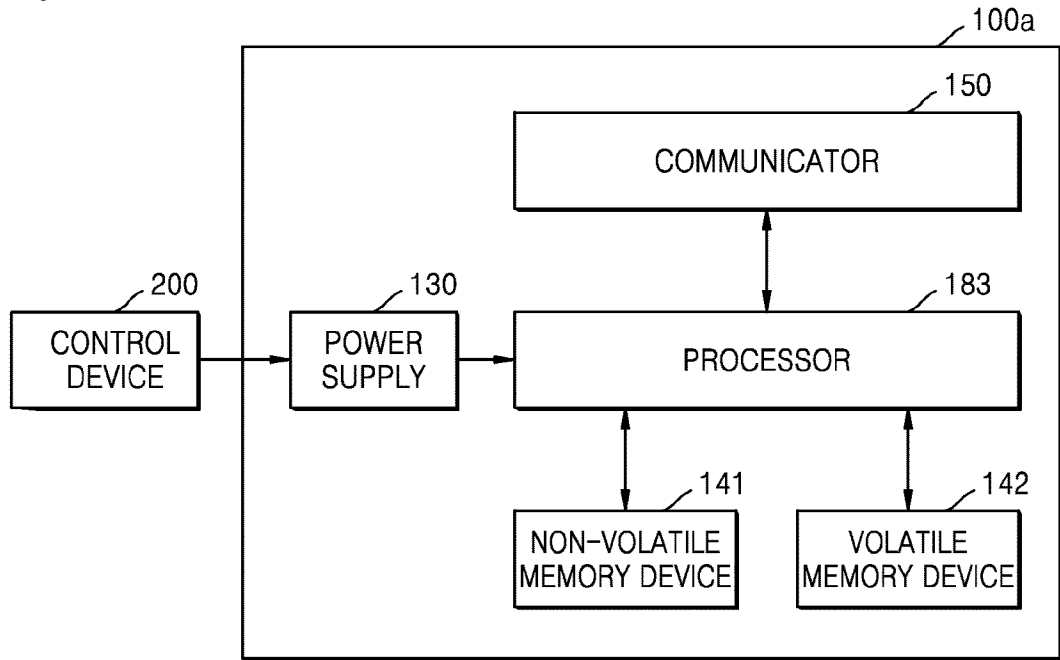 100a
150
COMMUNICATOR
200
130
183
CONTROL
DEVICE
POWER
SUPPLY
PROCESSOR
141
142
NON-VOLATILE
MEMORY DEVICE
VOLATILE
MEMORY DEVICE